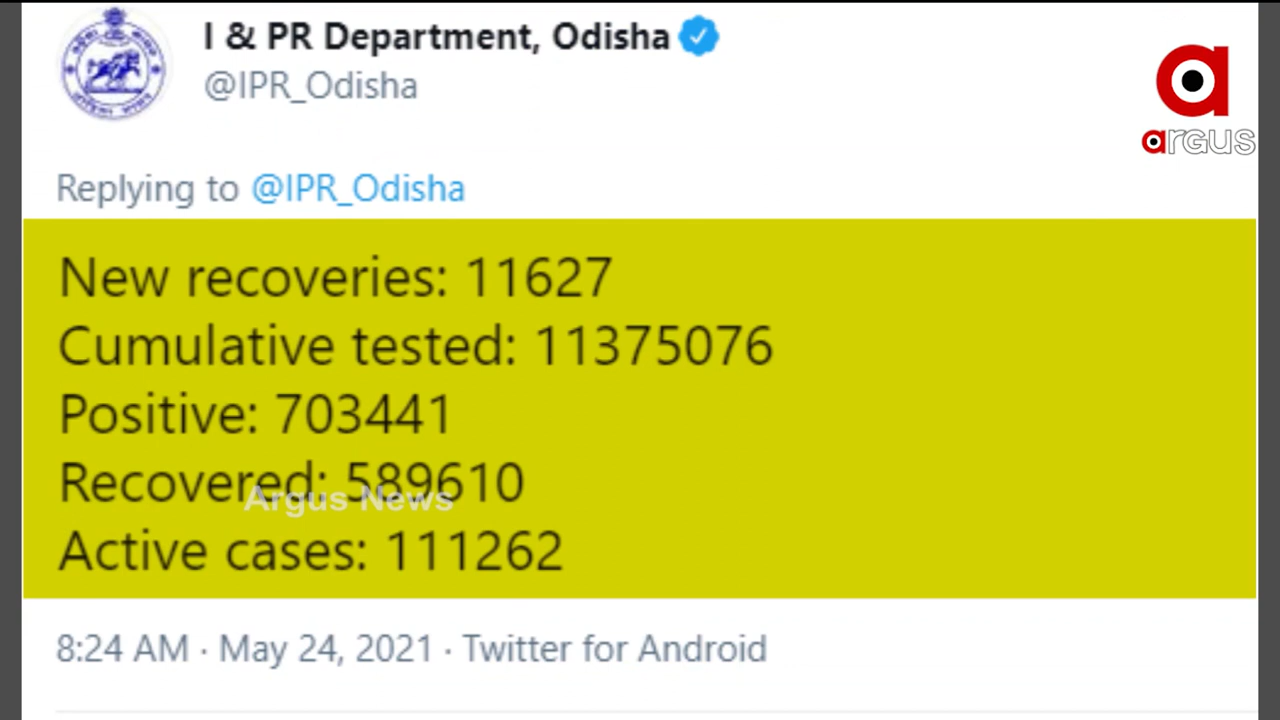 I & PR Department, Odisha
@IPR_Odisha
argus
Replying to @IPR_Odisha
New recoveries: 11627
Cumulative tested: 11375076
Positive: 703441
Recovered: 589610
Argus News
Active cases: 111262
8:24 AM · May 24, 2021 · Twitter for Android